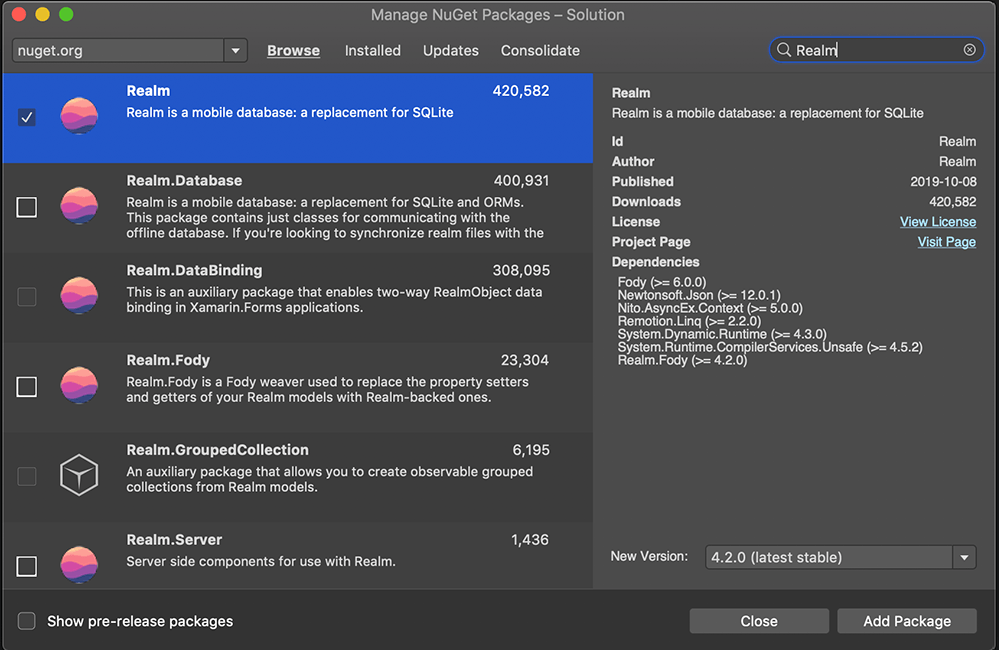 Manage NuGet Packages – Solution
nuget.org
Browse Installed Updates Consolidate
Realm
Realm 420,582
Realm is a mobile database: a replacement for SQLite
Realm.Database 400,931
Realm is a mobile database: a replacement for SQLite and ORMs.
This package contains just classes for communicating with the
offline database. If you're looking to synchronize realm files with the
Realm.DataBinding 308,095
This is an auxiliary package that enables two-way RealmObject data
binding in Xamarin.Forms applications.
Realm.Fody 23,304
Realm.Fody is a Fody weaver used to replace the property setters
and getters of your Realm models with Realm-backed ones.
Realm.GroupedCollection 6,195
An auxiliary package that allows you to create observable grouped
collections from Realm models.
Realm.Server 1,436
Server side components for use with Realm.
Realm
Realm is a mobile database: a replacement for SQLite
Id Realm
Author Realm
Published 2019-10-08
Downloads 420,582
License View License
Project Page Visit Page
Dependencies
Fody (>= 6.0.0)
Newtonsoft.Json (>= 12.0.1)
Nito.AsyncEx.Context (>= 5.0.0)
Remotion.Linq (>= 2.2.0)
System.Dynamic.Runtime (>= 4.3.0)
System.Runtime.CompilerServices.Unsafe (>= 4.5.2)
Realm.Fody (>= 4.2.0)
New Version: 4.2.0 (latest stable)
Show pre-release packages
Close Add Package